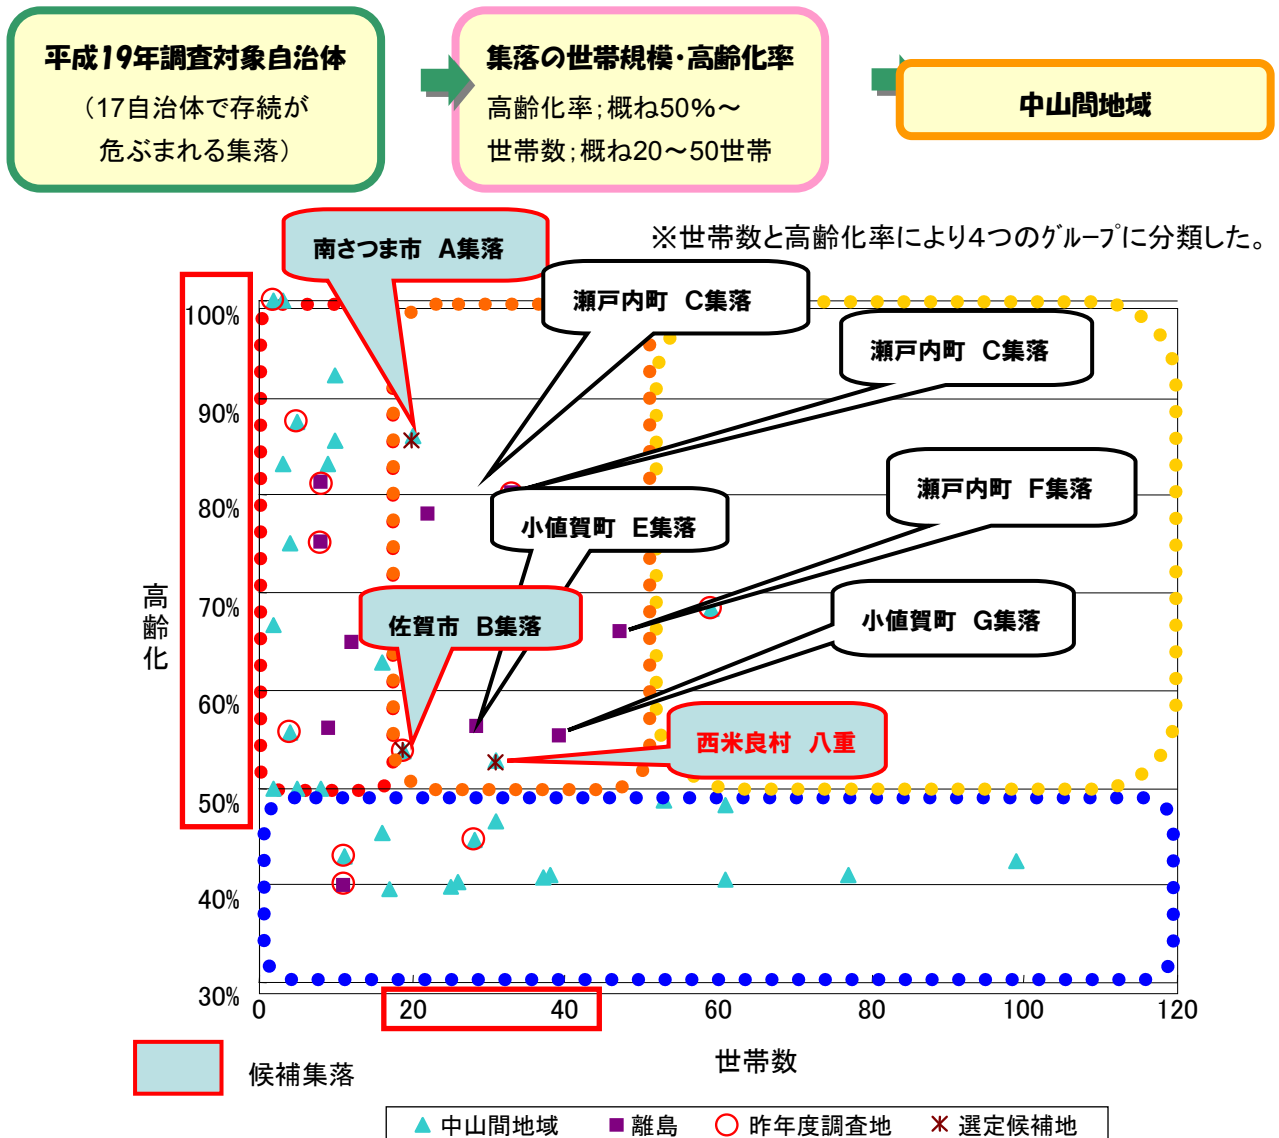 平成19年調査対象自治体
（17自治体で存続が
危ぶまれる集落）
集落の世帯規模・高齢化率
高齢化率；概ね50%～
世帯数；概ね20～50世帯
中山間地域
※世帯数と高齢化率により4つのグループに分類した。
南さつま市　A集落
瀬戸内町　C集落
瀬戸内町　C集落
瀬戸内町　F集落
小値賀町　E集落
佐賀市　B集落
小値賀町　G集落
西米良村　八重
高齢化
100%
90%
80%
70%
60%
50%
40%
30%
0
20
40
60
80
100
120
世帯数
候補集落
中山間地域
離島
昨年度調査地
選定候補地